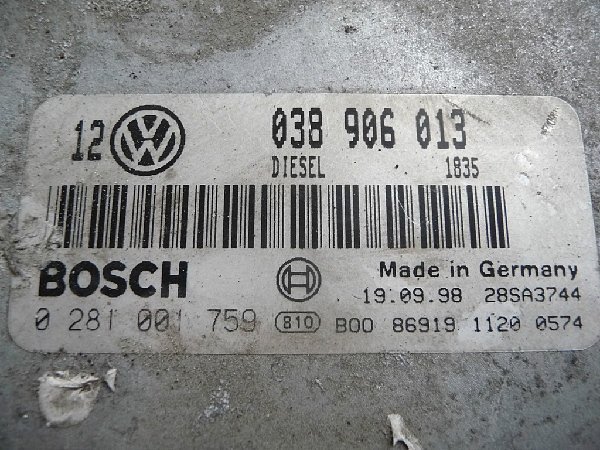 12 VW 038 906 013
DIESEL 1835
BOSCH Made in Germany
19.09.98 28SA3744
0 281 001 759 810 B00 86919 1120 0574